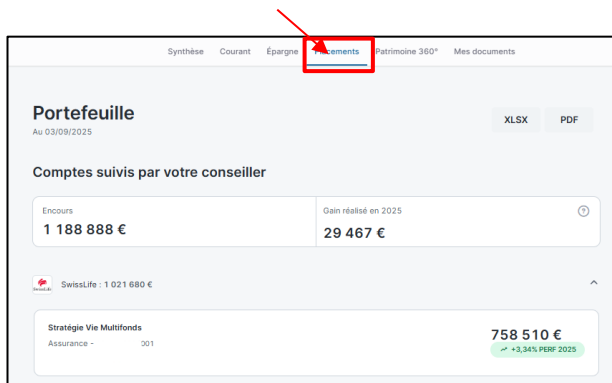 Synthèse Courant Épargne Placements Patrimoine 360° Mes documents
Portefeuille
Au 03/09/2025
XLSX PDF
Comptes suivis par votre conseiller
Encours
1 188 888 €
Gain réalisé en 2025
29 467 €
SwissLife : 1 021 680 €
Stratégie Vie Multifonds
Assurance - 001
758 510 €
+3,34% PERF 2025